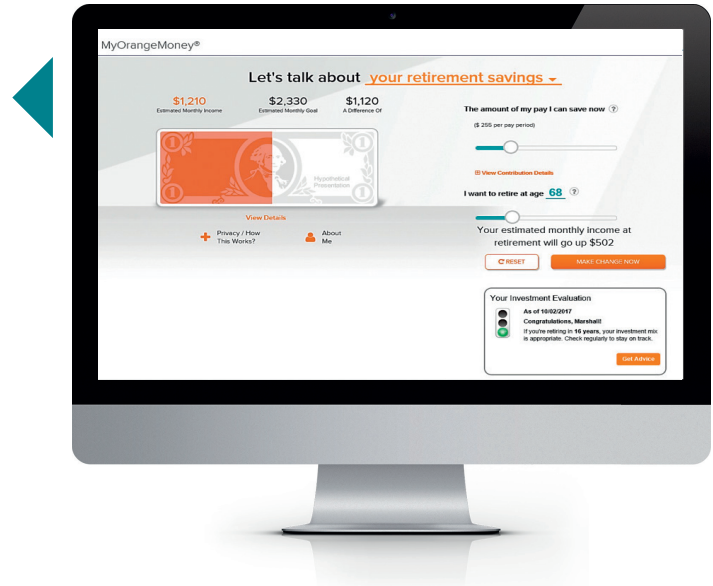 MyOrangeMoney®
Let's talk about your retirement savings
$1,210
Estimated Monthly Income
$2,330
Estimated Monthly Goal
$1,120
A Difference Of
1
1
1
1
Hypothetical
Presentation
View Details
Privacy / How
This Works?
About
Me
The amount of my pay I can save now ?
($ 255 per pay period)
View Contribution Details
I want to retire at age 68 ?
Your estimated monthly income at
retirement will go up $502
RESET
MAKE CHANGE NOW
Your Investment Evaluation
As of 10/02/2017
Congratulations, Marshall!
If you're retiring in 16 years, your investment mix
is appropriate. Check regularly to stay on track.
Get Advice